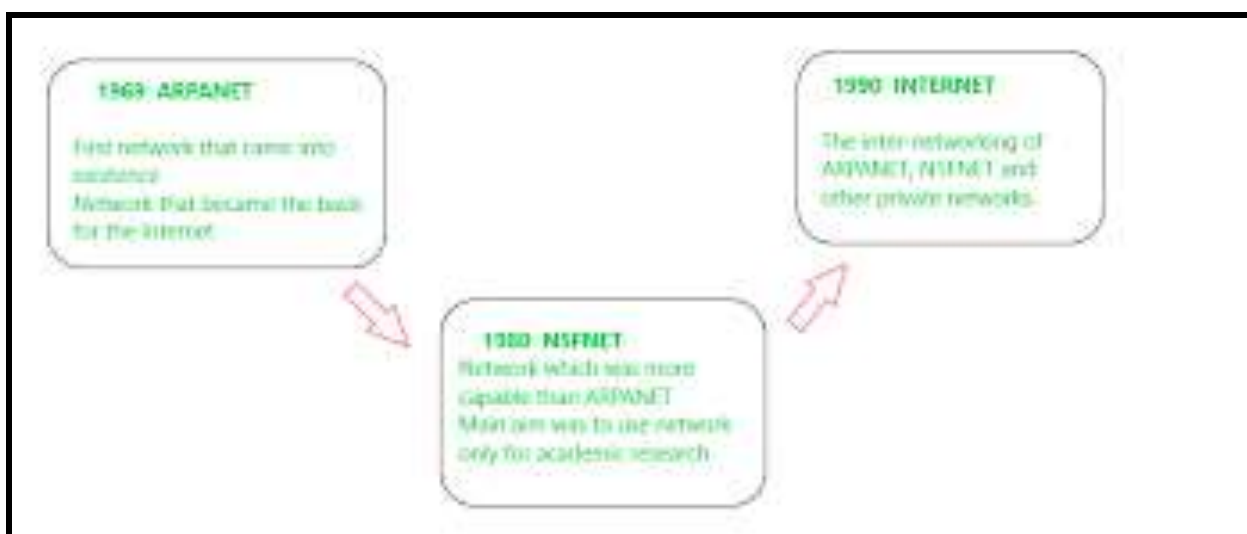 1969 ARPANET
First network that came into
existence
Network that became the base
for the Internet
1980 NSFNET
Network which was more
capable than ARPANET
Main aim was to use network
only for academic research
1990 INTERNET
The inter-networking of
ARPANET, NSFNET and
other private networks.